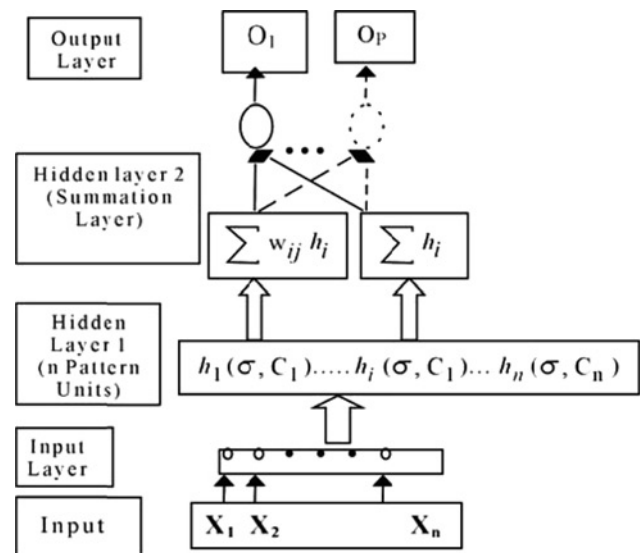 Output
Layer
O1
OP
Hidden layer 2
(Summation
Layer)
∑ wij hi
∑ hi
Hidden
Layer 1
(n Pattern
Units)
h1(σ, C1).....hi(σ, C1)...hn(σ, Cn)
Input
Layer
Input
X1 X2 Xn